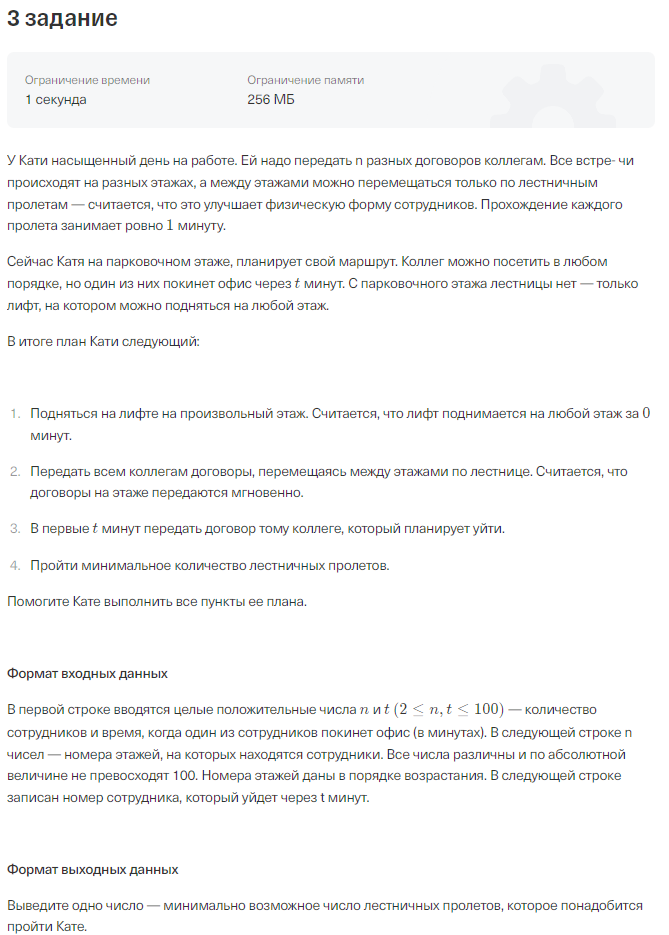 3 задание
Ограничение времени
Ограничение памяти
1 секунда
256 МБ
У Кати насыщенный день на работе. Ей надо передать n разных договоров коллегам. Все встре- чи
происходят на разных этажах, а между этажами можно перемещаться только по лестничным
пролетам — считается, что это улучшает физическую форму сотрудников. Прохождение каждого
пролета занимает ровно 1 минуту.
Сейчас Катя на парковочном этаже, планирует свой маршрут. Коллег можно посетить в любом
порядке, но один из них покинет офис через t минут. С парковочного этажа лестницы нет — только
лифт, на котором можно подняться на любой этаж.
В итоге план Кати следующий:
1. Подняться на лифте на произвольный этаж. Считается, что лифт поднимается на любой этаж за 0
минут.
2. Передать всем коллегам договоры, перемещаясь между этажами по лестнице. Считается, что
договоры на этаже передаются мгновенно.
3. В первые t минут передать договор тому коллеге, который планирует уйти.
4. Пройти минимальное количество лестничных пролетов.
Помогите Кате выполнить все пункты ее плана.
Формат входных данных
В первой строке вводятся целые положительные числа n и t (2 ≤ n, t ≤ 100) — количество
сотрудников и время, когда один из сотрудников покинет офис (в минутах). В следующей строке n
чисел — номера этажей, на которых находятся сотрудники. Все числа различны и по абсолютной
величине не превосходят 100. Номера этажей даны в порядке возрастания. В следующей строке
записан номер сотрудника, который уйдет через t минут.
Формат выходных данных
Выведите одно число — минимально возможное число лестничных пролетов, которое понадобится
пройти Кате.